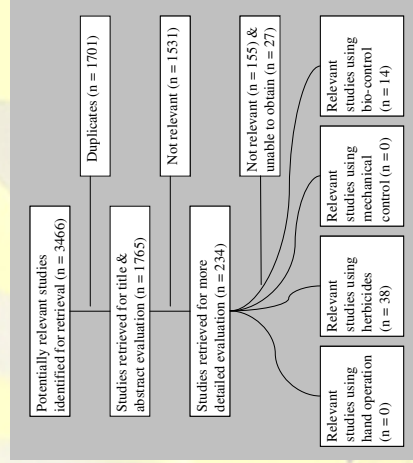 Potentially relevant studies
identified for retrieval (n = 3466)
Duplicates (n = 1701)
Studies retrieved for title &
abstract evaluation (n = 1765)
Not relevant (n = 1531)
Studies retrieved for more
detailed evaluation (n = 234)
Not relevant (n = 155) &
unable to obtain (n = 27)
Relevant
studies using
hand operation
(n = 0)
Relevant
studies using
herbicides
(n = 38)
Relevant
studies using
mechanical
control (n = 0)
Relevant
studies using
bio-control
(n = 14)